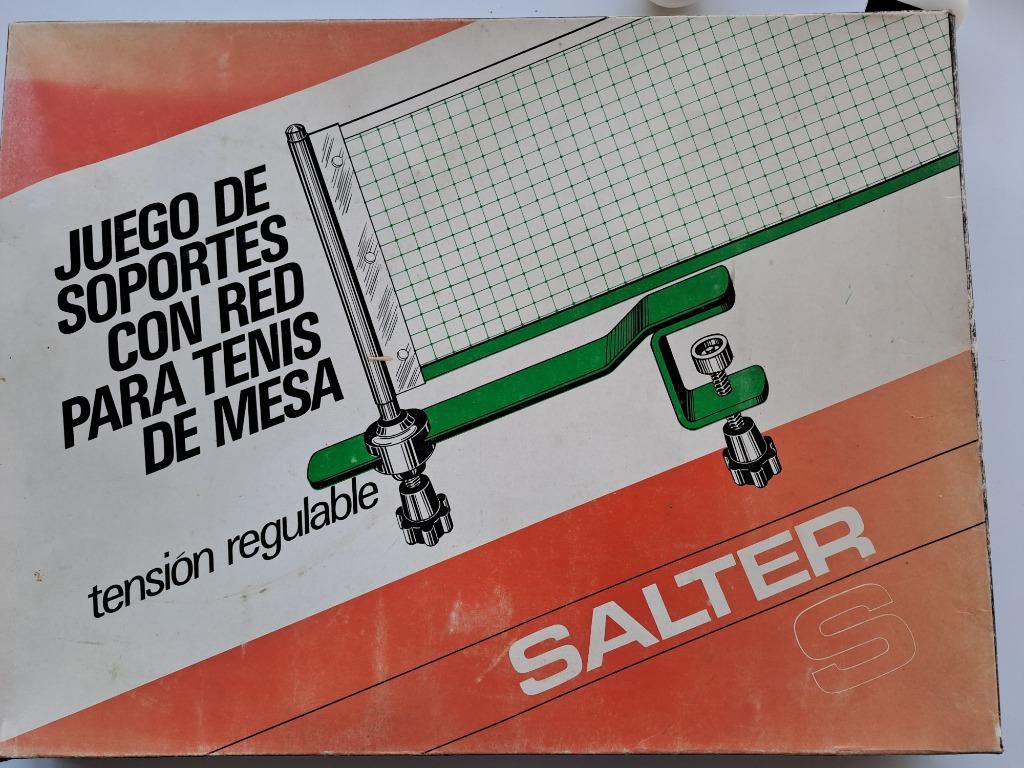 JUEGO DE
SOPORTES
CON RED
PARA TENIS
DE MESA
tensión regulable
SALTER
S